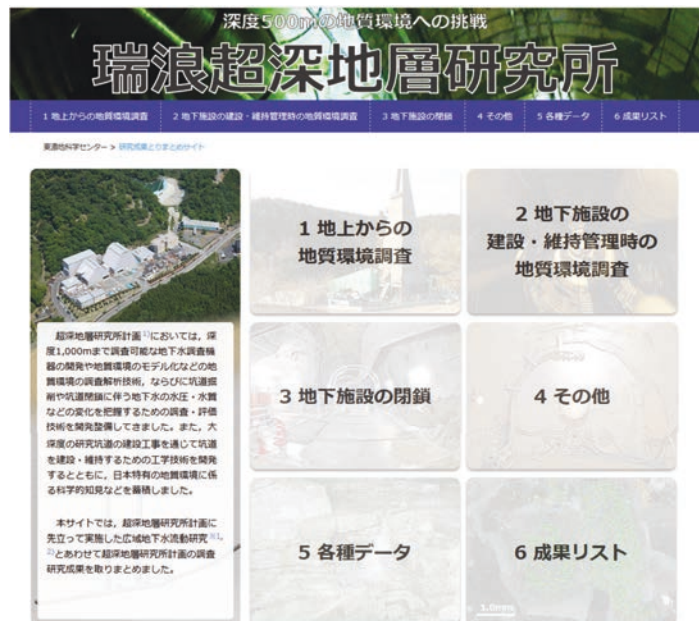 深度500mの地質環境への挑戦
瑞浪超深地層研究所
1 地上からの地質環境調査 2 地下施設の建設・維持管理時の地質環境調査 3 地下施設の閉鎖 4 その他 5 各種データ 6 成果リスト
東濃地科学センター > 研究成果とりまとめサイト
超深地層研究所計画1)においては，深
度1,000mまで調査可能な地下水調査機
器の開発や地質環境のモデル化などの地
質環境の調査解析技術，ならびに坑道掘
削や坑道閉鎖に伴う地下水の水圧・水質
などの変化を把握するための調査・評価
技術を開発整備してきました。また，大
深度の研究坑道の建設工事を通じて坑道
を建設・維持するための工学技術を開発
するとともに，日本特有の地質環境に係
る科学的知見などを蓄積しました。
本サイトでは，超深地層研究所計画に
先立って実施した広域地下水流動研究※1,
2)とあわせて超深地層研究所計画の調査
研究成果を取りまとめました。
1 地上からの
地質環境調査
2 地下施設の
建設・維持管理時の
地質環境調査
3 地下施設の閉鎖
4 その他
5 各種データ
6 成果リスト
1.0mm